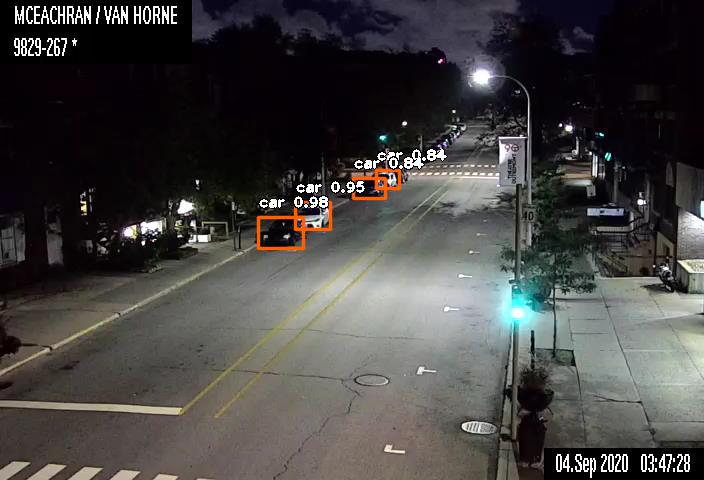 MCEACHRAN / VAN HORNE
9829-267 *
car 0.84
car 0.84
car 0.95
car 0.98
40
04.Sep 2020 03:47:28